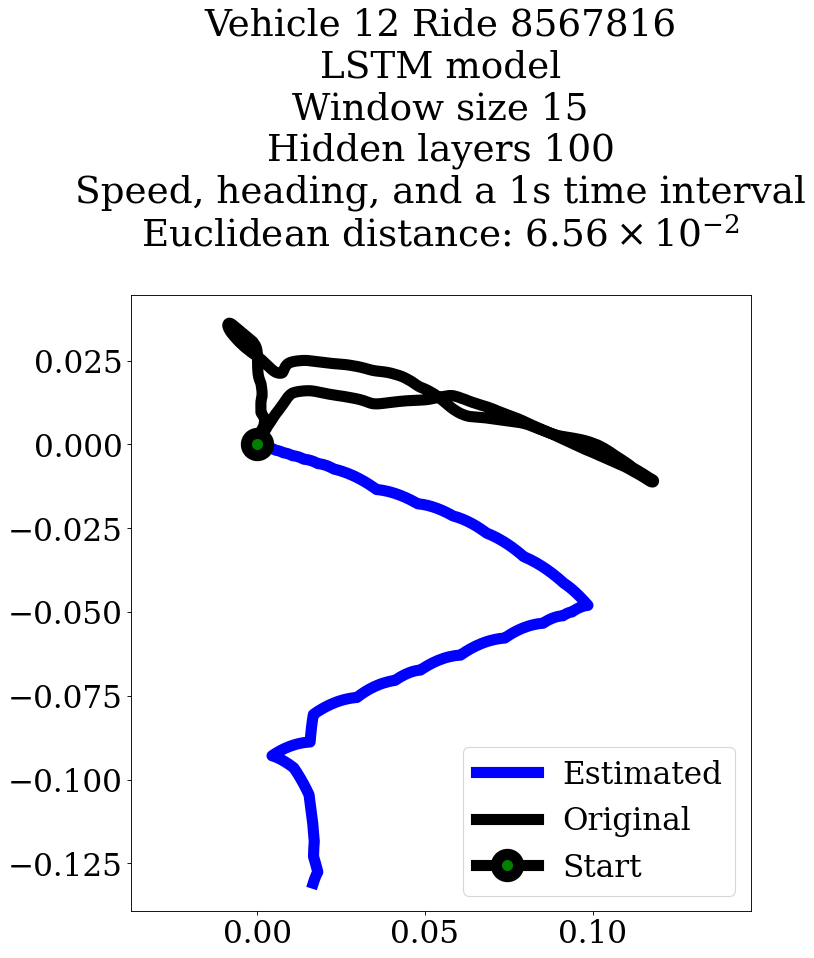 Vehicle 12 Ride 8567816
LSTM model
Window size 15
Hidden layers 100
Speed, heading, and a 1s time interval
Euclidean distance: 6.56 × 10⁻²
0.025
0.000
−0.025
−0.050
−0.075
−0.100
−0.125
Estimated
Original
Start
0.00 0.05 0.10